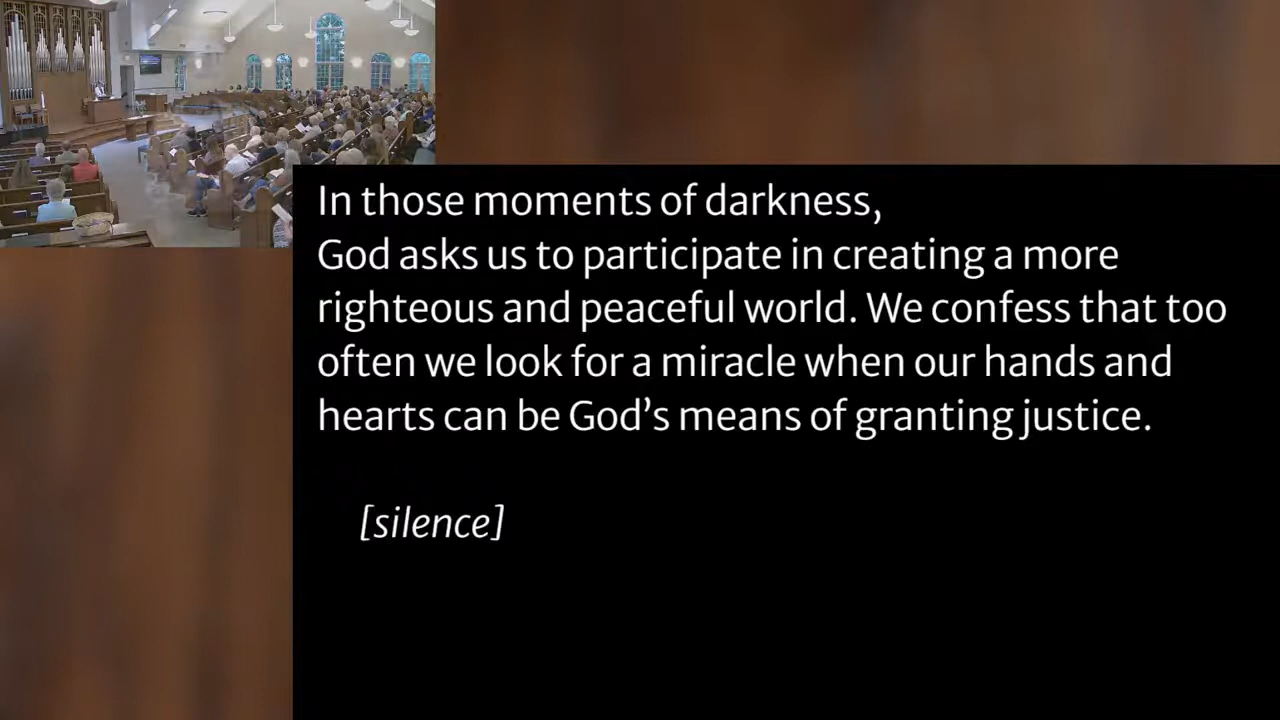 In those moments of darkness,
God asks us to participate in creating a more
righteous and peaceful world. We confess that too
often we look for a miracle when our hands and
hearts can be God’s means of granting justice.
[silence]